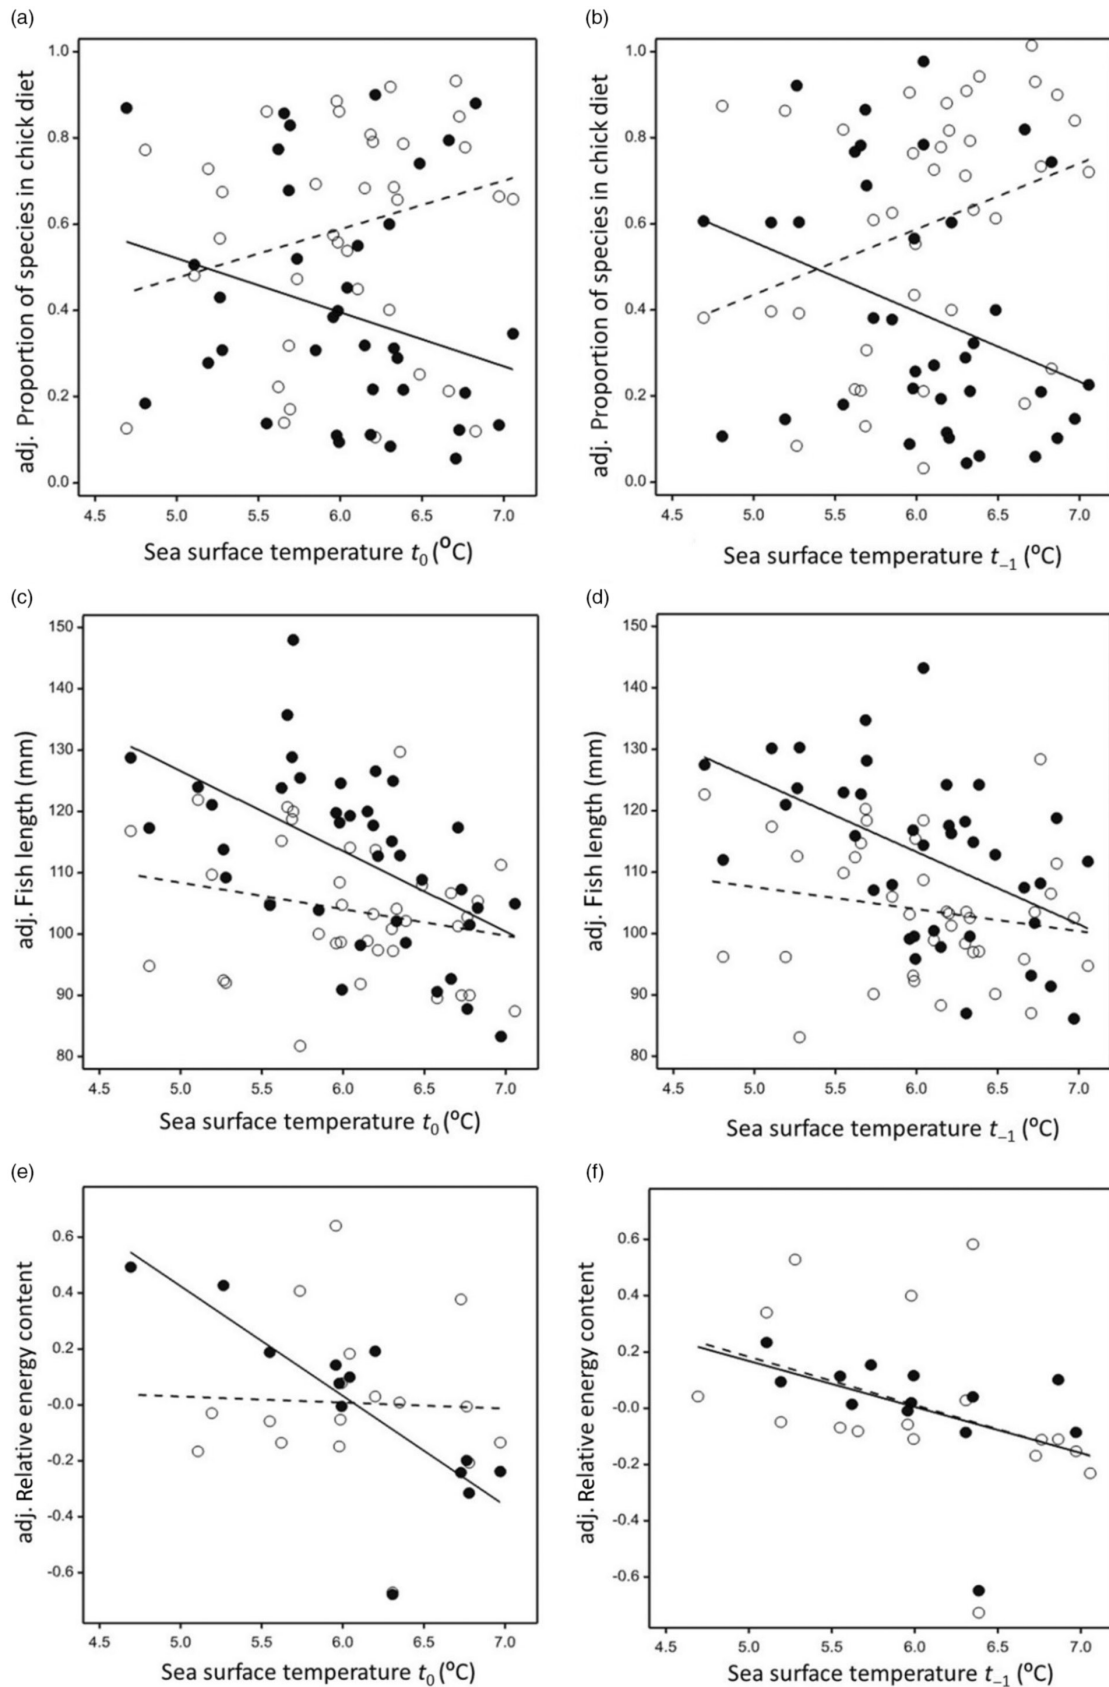 (a)
adj. Proportion of species in chick diet
1.0
0.8
0.6
0.4
0.2
0.0
4.5 5.0 5.5 6.0 6.5 7.0
Sea surface temperature t₀ (°C)
(b)
adj. Proportion of species in chick diet
1.0
0.8
0.6
0.4
0.2
0.0
4.5 5.0 5.5 6.0 6.5 7.0
Sea surface temperature t₋₁ (°C)
(c)
adj. Fish length (mm)
150
140
130
120
110
100
90
80
4.5 5.0 5.5 6.0 6.5 7.0
Sea surface temperature t₀ (°C)
(d)
adj. Fish length (mm)
150
140
130
120
110
100
90
80
4.5 5.0 5.5 6.0 6.5 7.0
Sea surface temperature t₋₁ (°C)
(e)
adj. Relative energy content
0.6
0.4
0.2
-0.0
-0.2
-0.4
-0.6
4.5 5.0 5.5 6.0 6.5 7.0
Sea surface temperature t₀ (°C)
(f)
adj. Relative energy content
0.6
0.4
0.2
-0.0
-0.2
-0.4
-0.6
4.5 5.0 5.5 6.0 6.5 7.0
Sea surface temperature t₋₁ (°C)